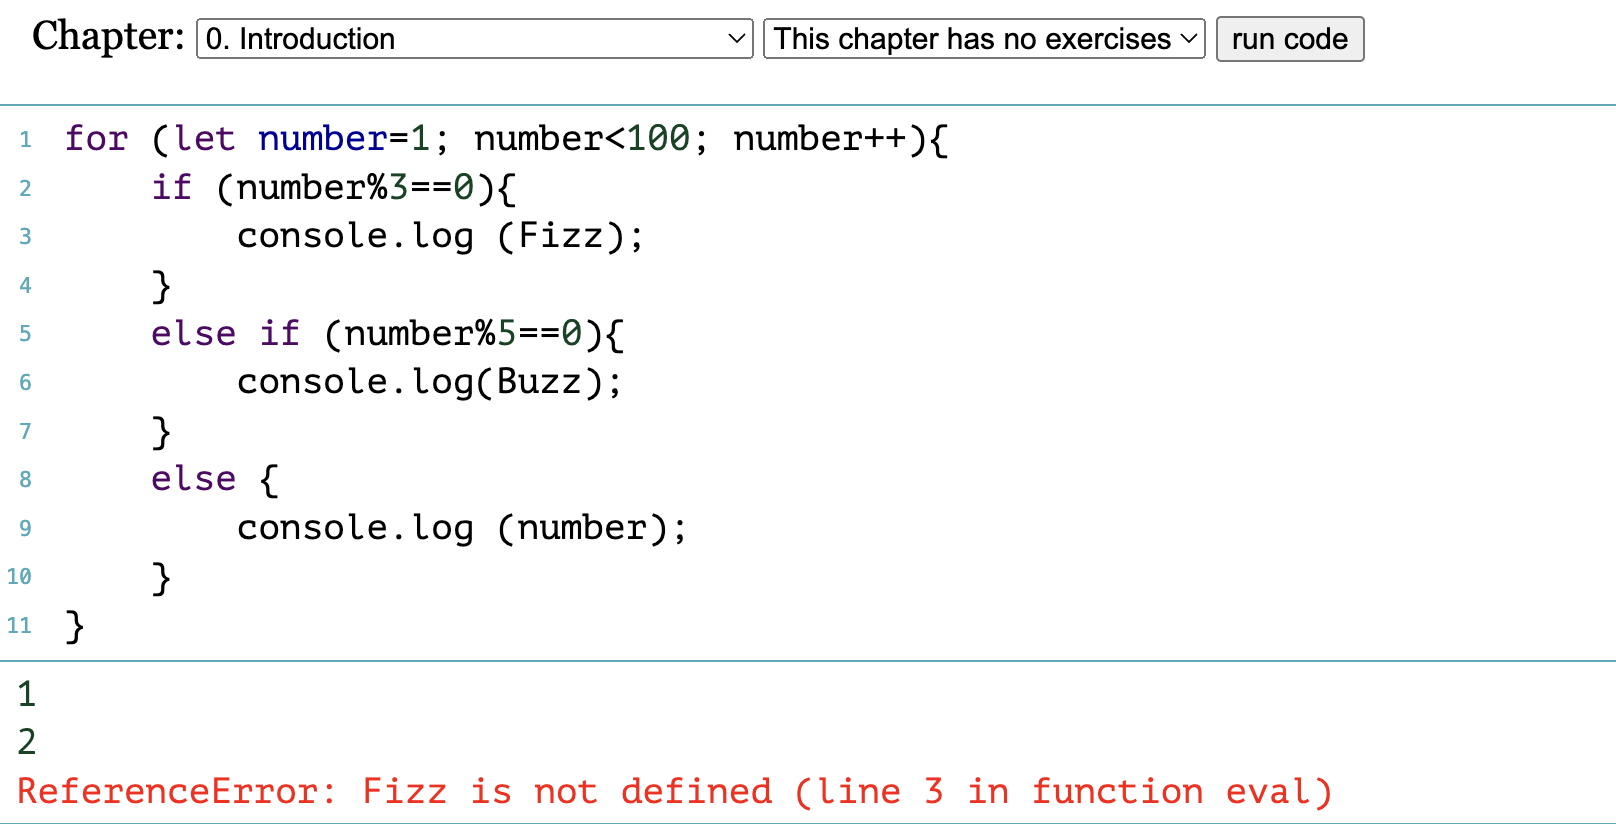 Chapter: 0. Introduction This chapter has no exercises run code
1 for (let number=1; number<100; number++){
2     if (number%3==0){
3         console.log (Fizz);
4     }
5     else if (number%5==0){
6         console.log(Buzz);
7     }
8     else {
9         console.log (number);
10     }
11 }
1
2
ReferenceError: Fizz is not defined (line 3 in function eval)